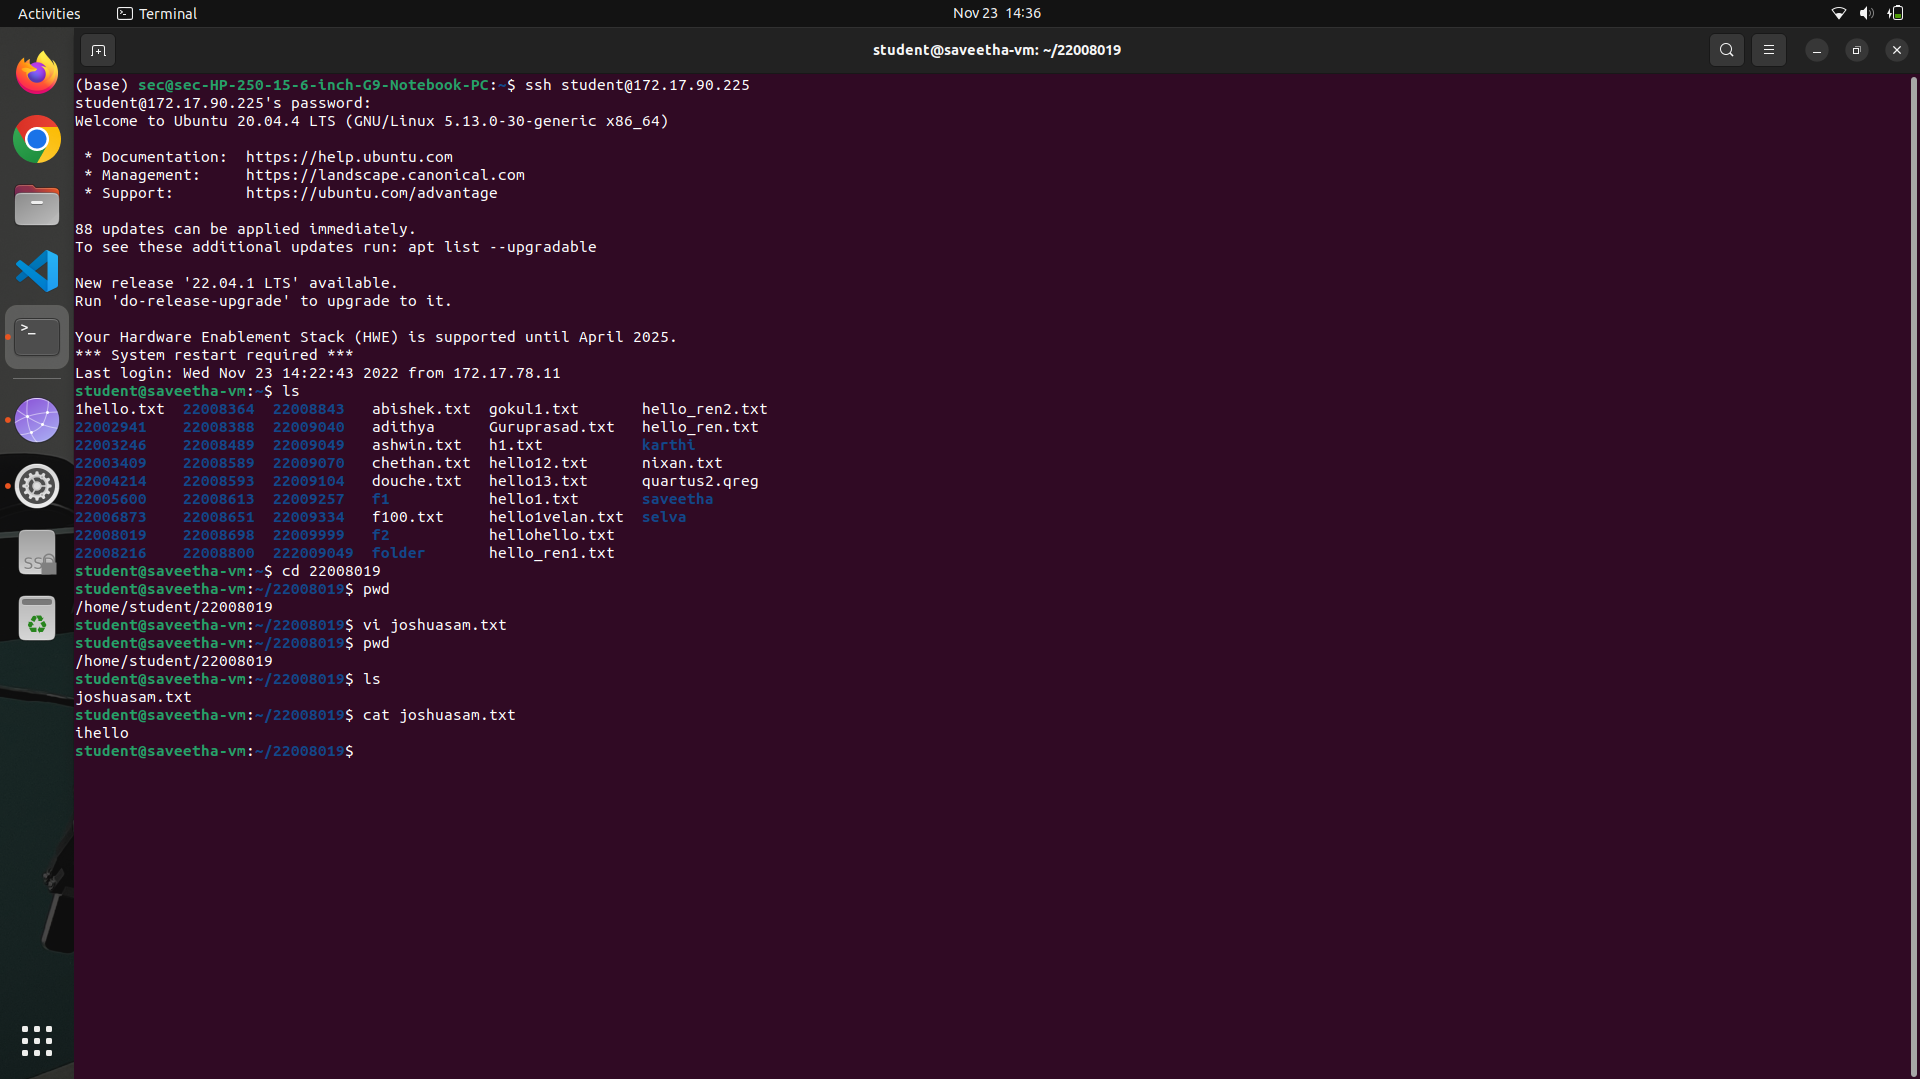 Activities Terminal Nov 23 14:36
student@saveetha-vm: ~/22008019
(base) sec@sec-HP-250-15-6-inch-G9-Notebook-PC:~$ ssh student@172.17.90.225
student@172.17.90.225's password:
Welcome to Ubuntu 20.04.4 LTS (GNU/Linux 5.13.0-30-generic x86_64)
* Documentation:  https://help.ubuntu.com
* Management:     https://landscape.canonical.com
* Support:        https://ubuntu.com/advantage
88 updates can be applied immediately.
To see these additional updates run: apt list --upgradable
New release '22.04.1 LTS' available.
Run 'do-release-upgrade' to upgrade to it.
Your Hardware Enablement Stack (HWE) is supported until April 2025.
*** System restart required ***
Last login: Wed Nov 23 14:22:43 2022 from 172.17.78.11
student@saveetha-vm:~$ ls
1hello.txt  22008364  22008843   abishek.txt  gokul1.txt       hello_ren2.txt
22002941    22008388  22009040   adithya      Guruprasad.txt   hello_ren.txt
22003246    22008489  22009049   ashwin.txt   h1.txt           karthi
22003409    22008589  22009070   chethan.txt  hello12.txt      nixan.txt
22004214    22008593  22009104   douche.txt   hello13.txt      quartus2.qreg
22005600    22008613  22009257   f1           hello1.txt       saveetha
22006873    22008651  22009334   f100.txt     hello1velan.txt  selva
22008019    22008698  22009999   f2           hellohello.txt
22008216    22008800  222009049  folder       hello_ren1.txt
student@saveetha-vm:~$ cd 22008019
student@saveetha-vm:~/22008019$ pwd
/home/student/22008019
student@saveetha-vm:~/22008019$ vi joshuasam.txt
student@saveetha-vm:~/22008019$ pwd
/home/student/22008019
student@saveetha-vm:~/22008019$ ls
joshuasam.txt
student@saveetha-vm:~/22008019$ cat joshuasam.txt
ihello
student@saveetha-vm:~/22008019$